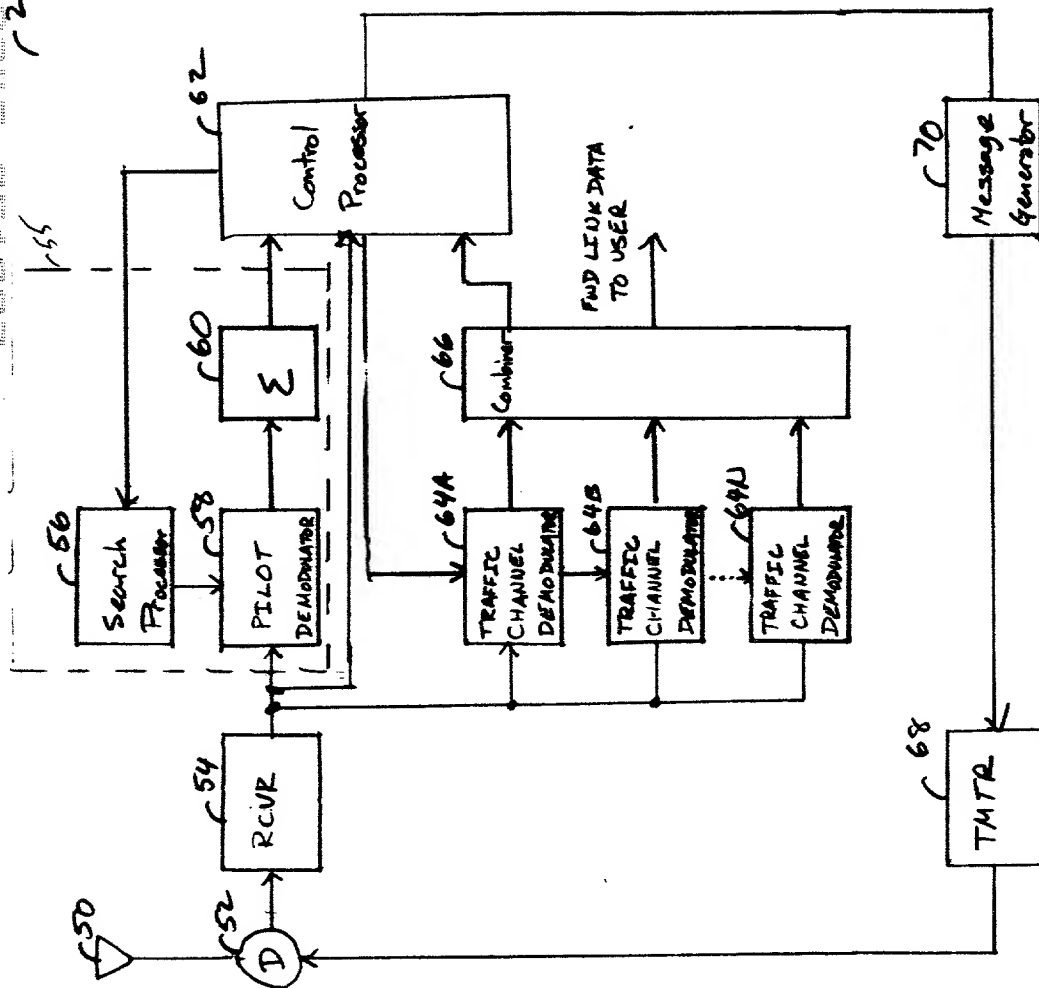 2
62
Control
Processor
55
60
Σ
56
Search
Processor
58
PILOT
DEMODULATOR
54
RCVR
50
52
D
66
Combiner
FWD LINK DATA
TO USER
64A
TRAFFIC
CHANNEL
DEMODULATOR
64B
TRAFFIC
CHANNEL
DEMODULATOR
64N
TRAFFIC
CHANNEL
DEMODULATOR
70
Message
Generator
68
TMTR